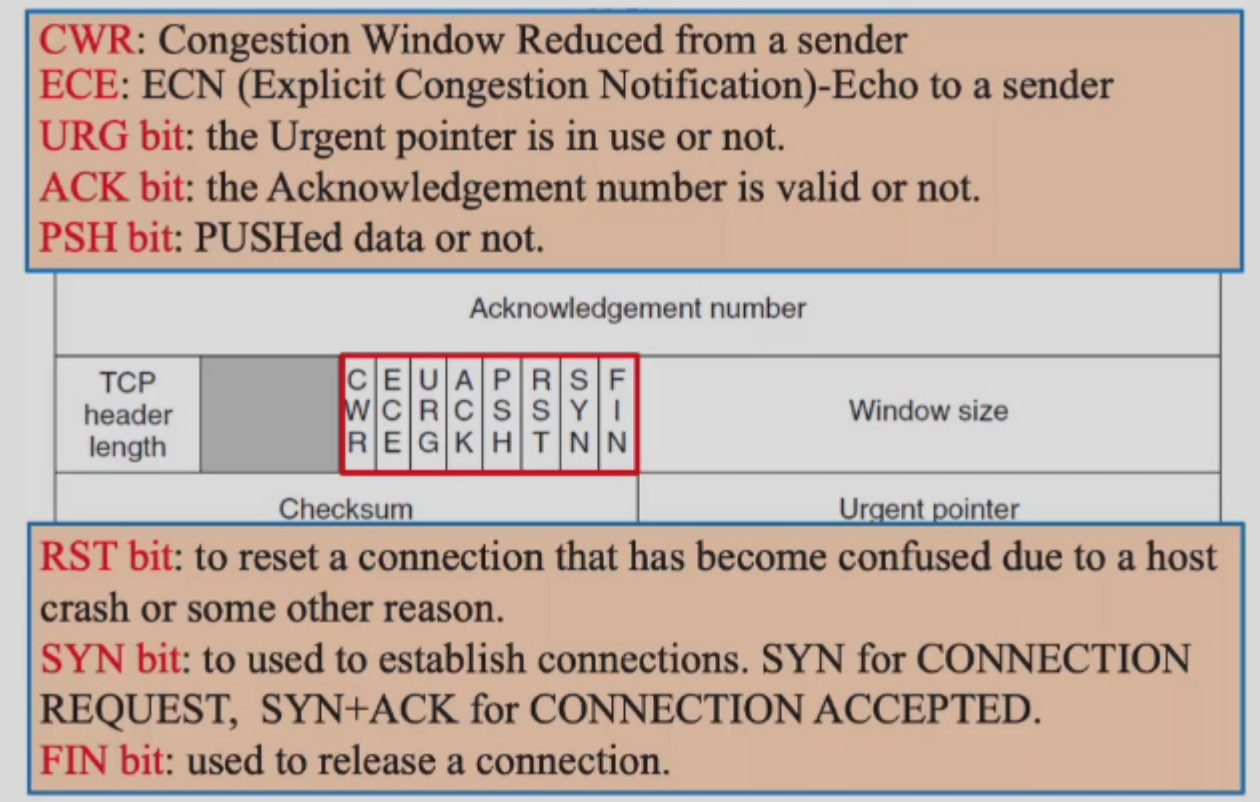 CWR: Congestion Window Reduced from a sender
ECE: ECN (Explicit Congestion Notification)-Echo to a sender
URG bit: the Urgent pointer is in use or not.
ACK bit: the Acknowledgement number is valid or not.
PSH bit: PUSHed data or not.
Acknowledgement number
TCP
header
length
CWR
ECE
URG
ACK
PSH
RST
SYN
FIN
Window size
Checksum
Urgent pointer
RST bit: to reset a connection that has become confused due to a host
crash or some other reason.
SYN bit: to used to establish connections. SYN for CONNECTION
REQUEST, SYN+ACK for CONNECTION ACCEPTED.
FIN bit: used to release a connection.